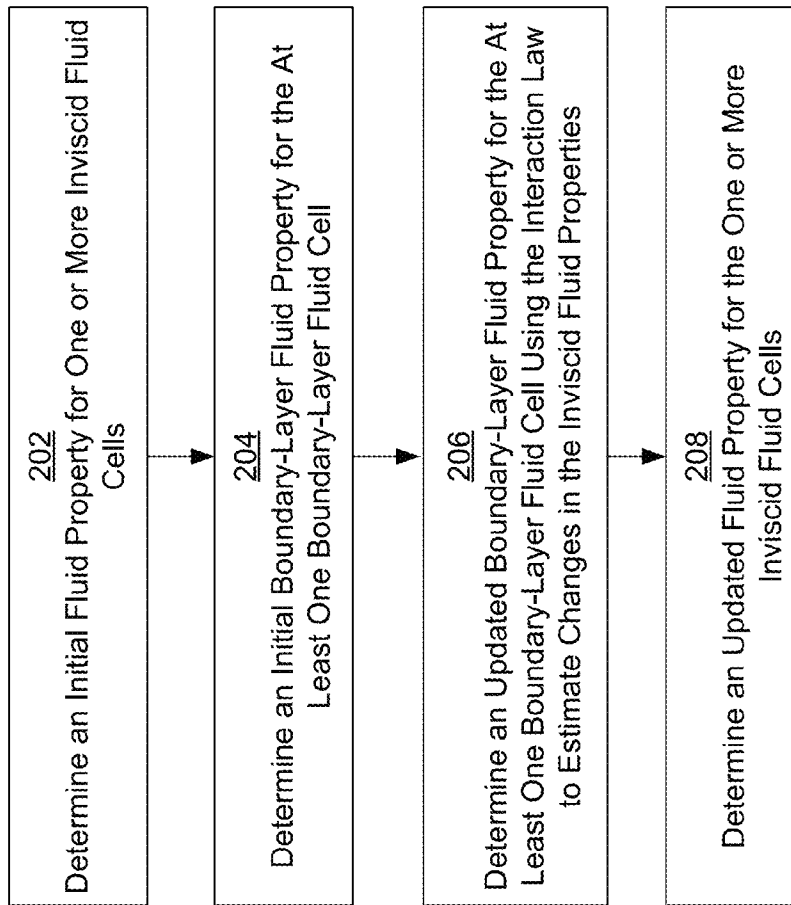 202
Determine an Initial Fluid Property for One or More Inviscid Fluid
Cells
204
Determine an Initial Boundary-Layer Fluid Property for the At
Least One Boundary-Layer Fluid Cell
206
Determine an Updated Boundary-Layer Fluid Property for the At
Least One Boundary-Layer Fluid Cell Using the Interaction Law
to Estimate Changes in the Inviscid Fluid Properties
208
Determine an Updated Fluid Property for the One or More
Inviscid Fluid Cells